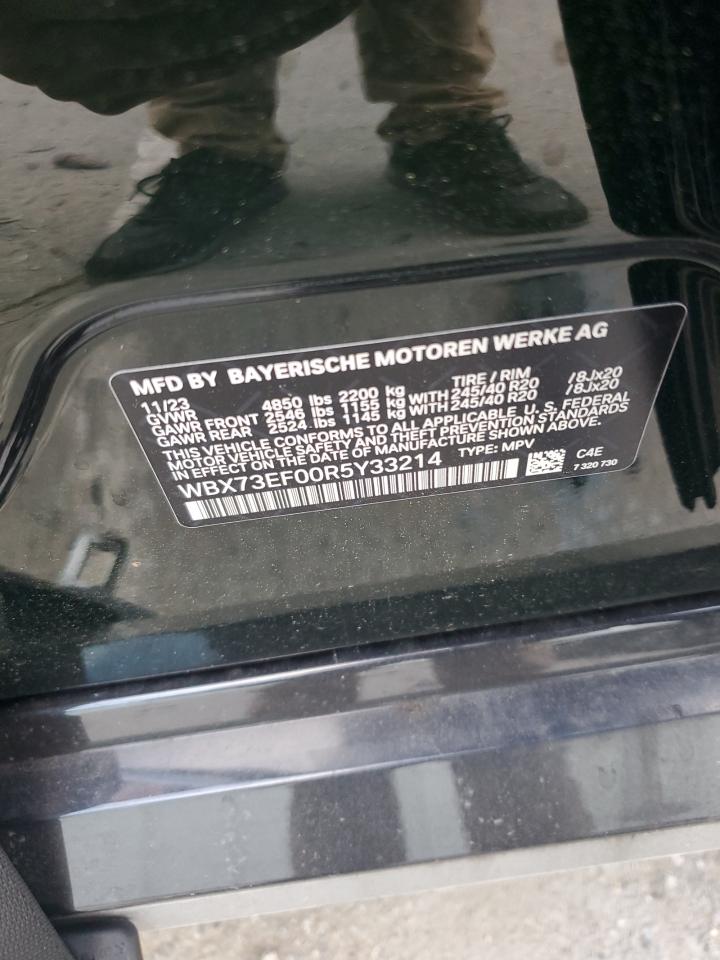 MFD BY BAYERISCHE MOTOREN WERKE AG
11/23 TIRE / RIM
GVWR 4850 lbs 2200 kg
GAWR FRONT 2546 lbs 1155 kg WITH 245/40 R20 /8Jx20
GAWR REAR 2524 lbs 1145 kg WITH 245/40 R20 /8Jx20
THIS VEHICLE CONFORMS TO ALL APPLICABLE U. S. FEDERAL
MOTOR VEHICLE SAFETY AND THEFT PREVENTION STANDARDS
IN EFFECT ON THE DATE OF MANUFACTURE SHOWN ABOVE.
WBX73EF00R5Y33214 TYPE: MPV C4E
7 320 730